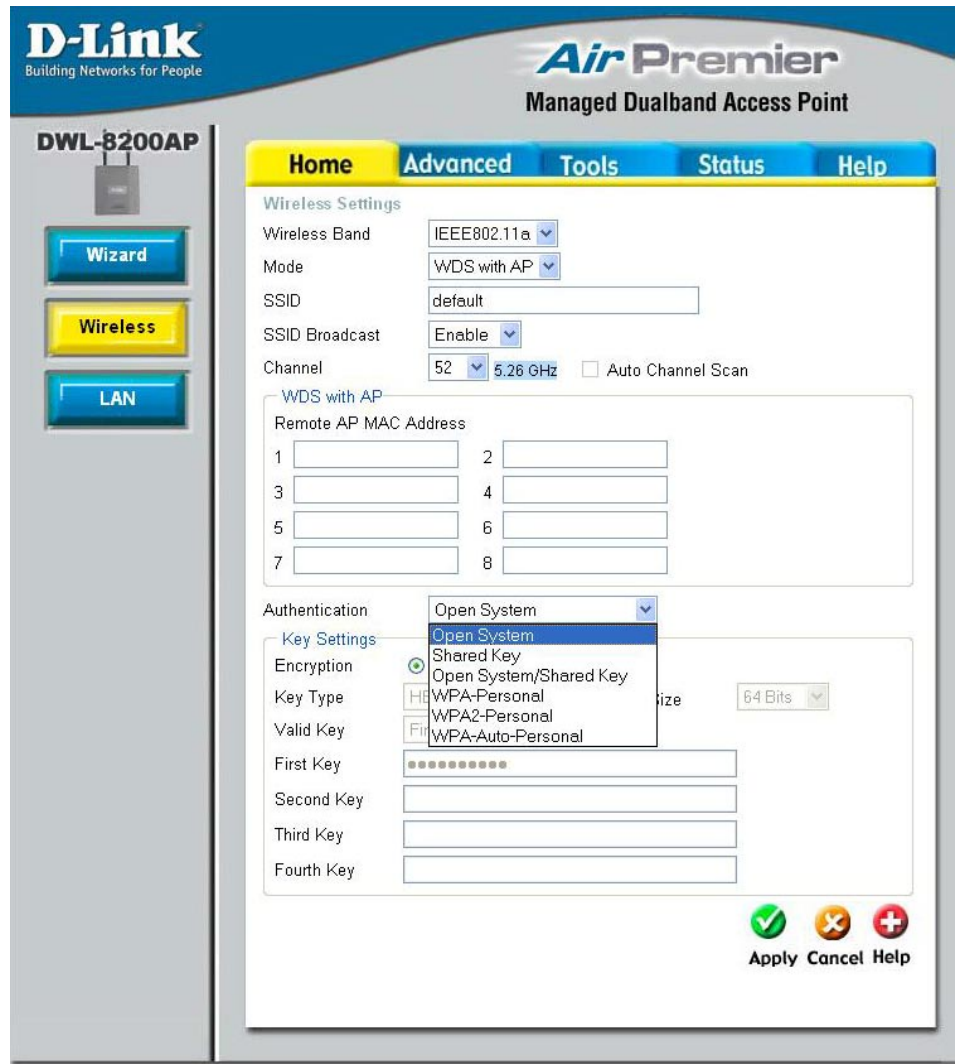 D-Link
Building Networks for People
Air Premier
Managed Dualband Access Point
DWL-8200AP
Home Advanced Tools Status Help
Wizard
Wireless
LAN
Wireless Settings
Wireless Band IEEE802.11a
Mode WDS with AP
SSID default
SSID Broadcast Enable
Channel 52 5.26 GHz Auto Channel Scan
WDS with AP
Remote AP MAC Address
1 2
3 4
5 6
7 8
Authentication Open System
Open System
Shared Key
Open System/Shared Key
WPA-Personal
WPA2-Personal
WPA-Auto-Personal
Key Settings
Encryption
Key Type 64 Bits
Valid Key
First Key ●●●●●●●●●●
Second Key
Third Key
Fourth Key
Apply Cancel Help